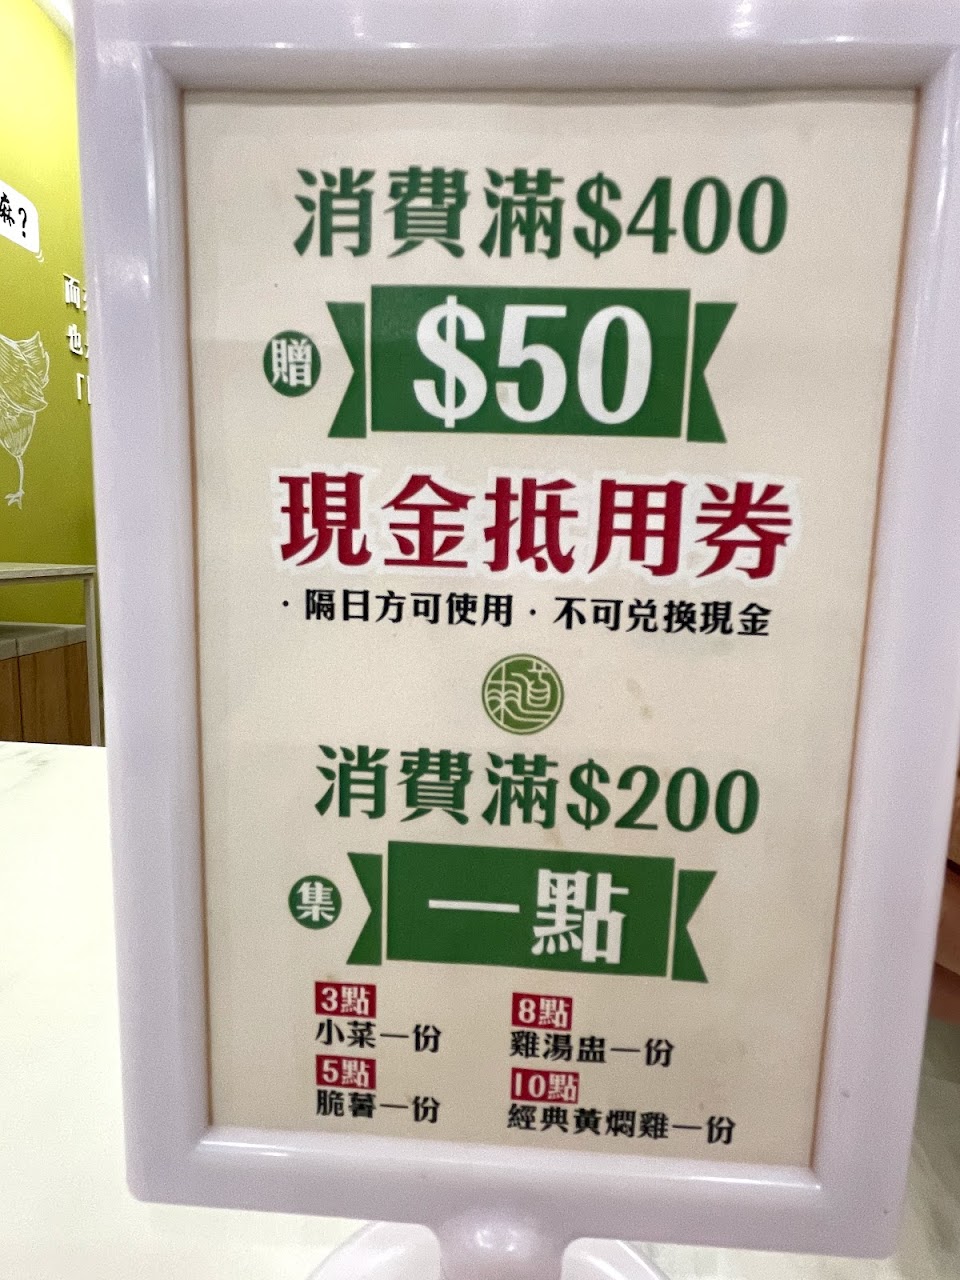 消費滿$400
贈 $50
現金抵用券
·隔日方可使用·不可兌換現金
消費滿$200
集 一點
3點
小菜一份
5點
脆薯一份
8點
雞湯盅一份
10點
經典黃燜雞一份
麻?
而
也